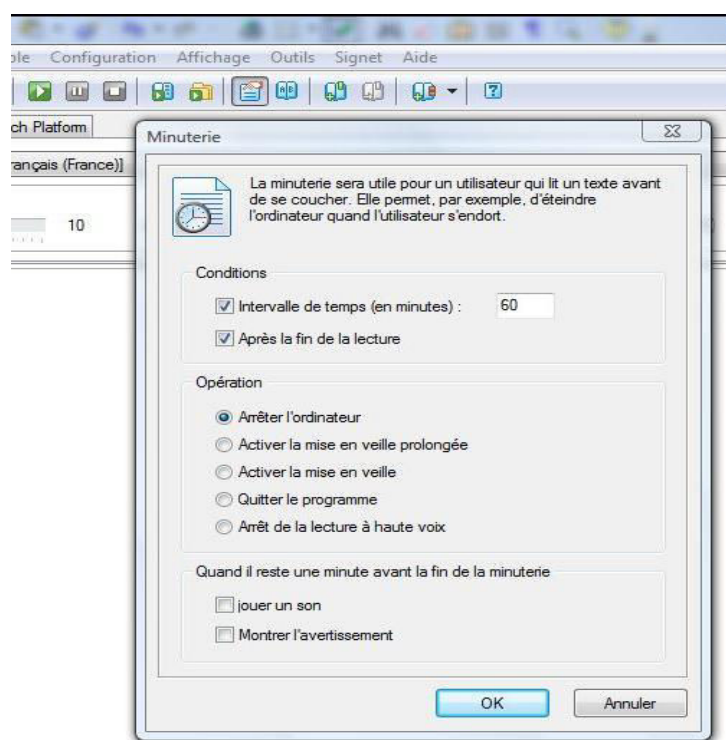 ole Configuration Affichage Outils Signet Aide
ch Platform
ançais (France)]
10
Minuterie
La minuterie sera utile pour un utilisateur qui lit un texte avant
de se coucher. Elle permet, par exemple, d'éteindre
l'ordinateur quand l'utilisateur s'endort.
Conditions
Intervalle de temps (en minutes) : 60
Après la fin de la lecture
Opération
Arrêter l'ordinateur
Activer la mise en veille prolongée
Activer la mise en veille
Quitter le programme
Arrêt de la lecture à haute voix
Quand il reste une minute avant la fin de la minuterie
jouer un son
Montrer l'avertissement
OK Annuler